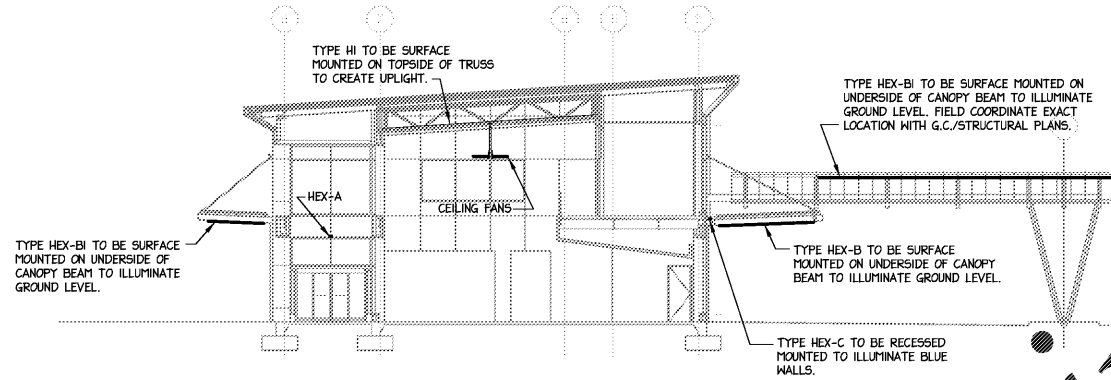 TYPE HI TO BE SURFACE
MOUNTED ON TOPSIDE OF TRUSS
TO CREATE UPLIGHT.
TYPE HEX-BI TO BE SURFACE MOUNTED ON
UNDERSIDE OF CANOPY BEAM TO ILLUMINATE
GROUND LEVEL. FIELD COORDINATE EXACT
LOCATION WITH G.C./STRUCTURAL PLANS.
HEX-A
CEILING FANS
TYPE HEX-BI TO BE SURFACE
MOUNTED ON UNDERSIDE OF
CANOPY BEAM TO ILLUMINATE
GROUND LEVEL.
TYPE HEX-B TO BE SURFACE
MOUNTED ON UNDERSIDE OF CANOPY
BEAM TO ILLUMINATE GROUND LEVEL.
TYPE HEX-C TO BE RECESSED
MOUNTED TO ILLUMINATE BLUE
WALLS.